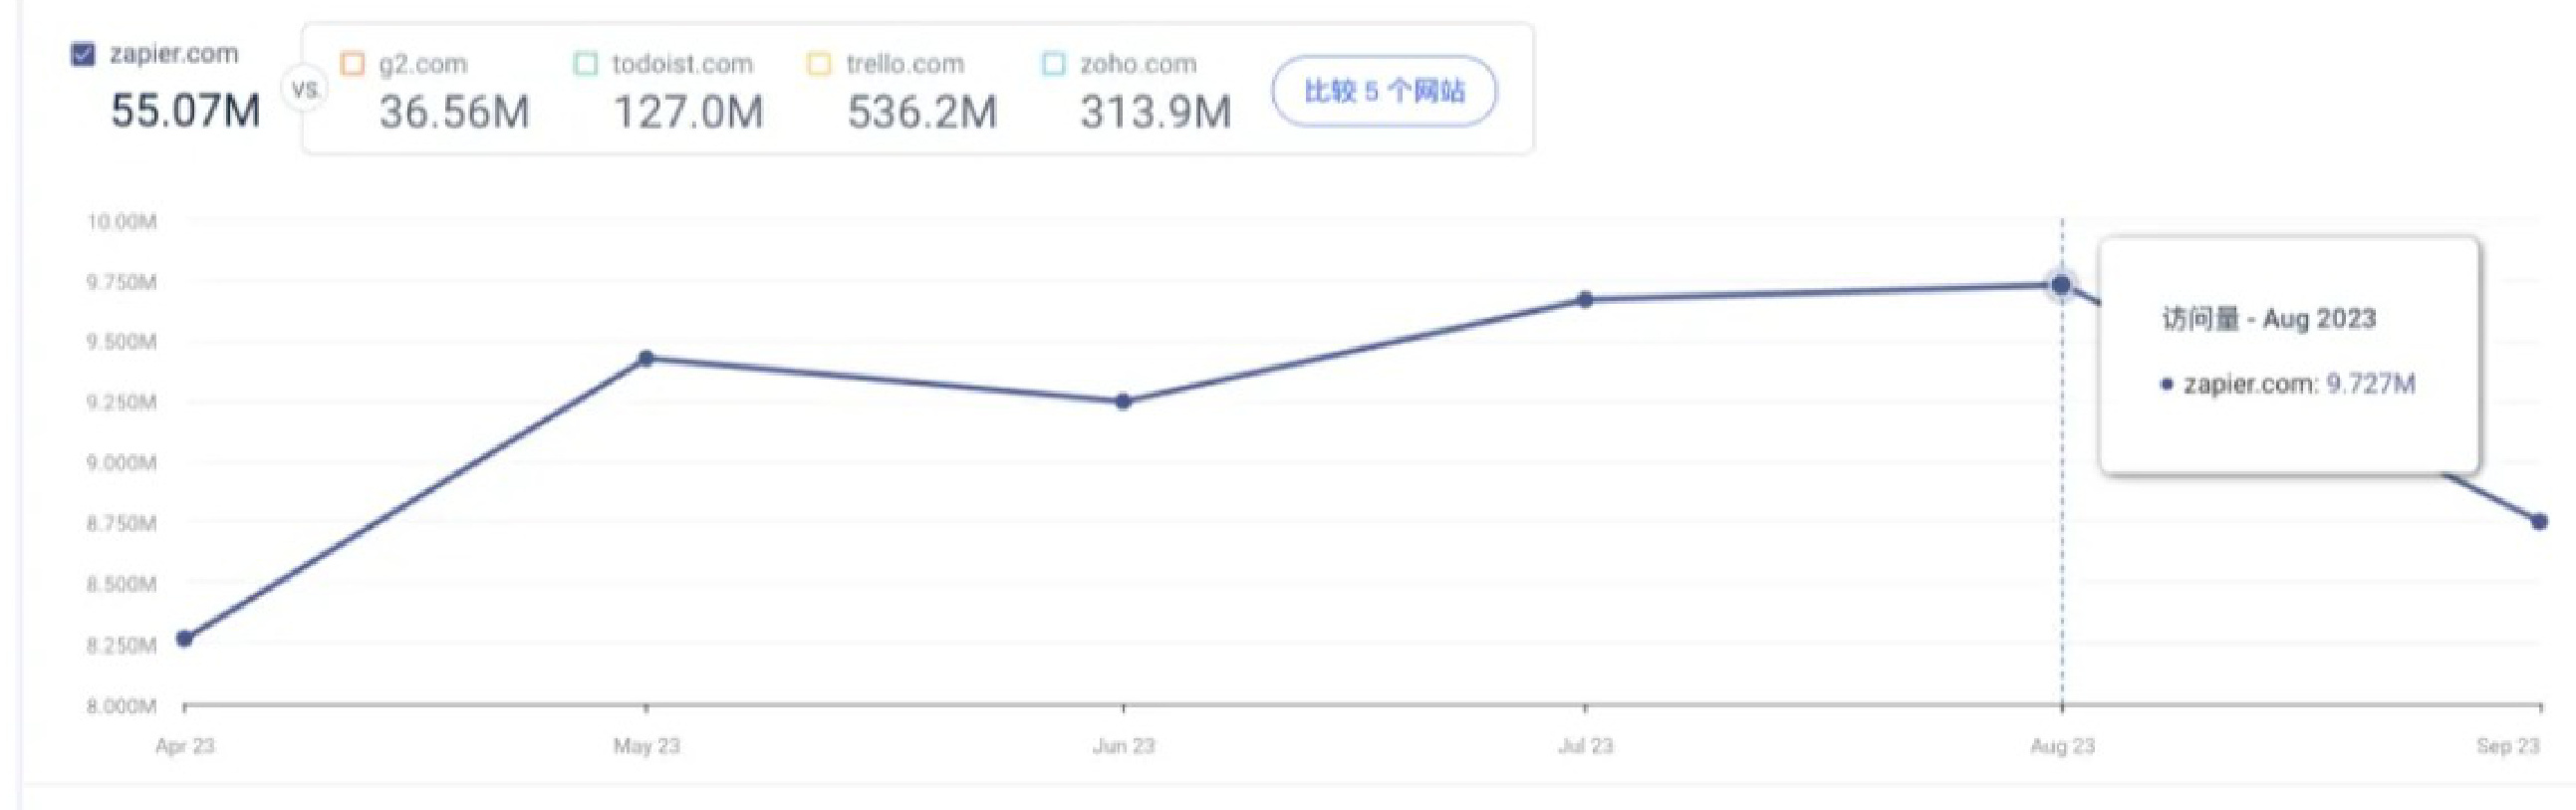 zapier.com
55.07M
VS.
g2.com
36.56M
todoist.com
127.0M
trello.com
536.2M
zoho.com
313.9M
比较 5 个网站
10.00M
9.750M
9.500M
9.250M
9.000M
8.750M
8.500M
8.250M
8.000M
访问量 - Aug 2023
zapier.com: 9.727M
Apr 23
May 23
Jun 23
Jul 23
Aug 23
Sep 23